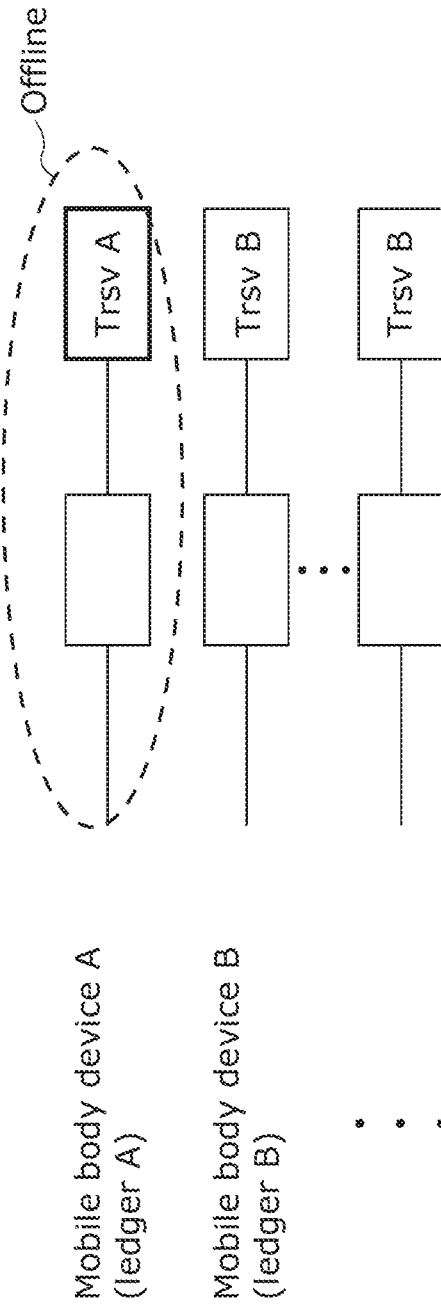 Offline
Trsv A
Trsv B
Trsv B
Mobile body device A
(ledger A)
Mobile body device B
(ledger B)